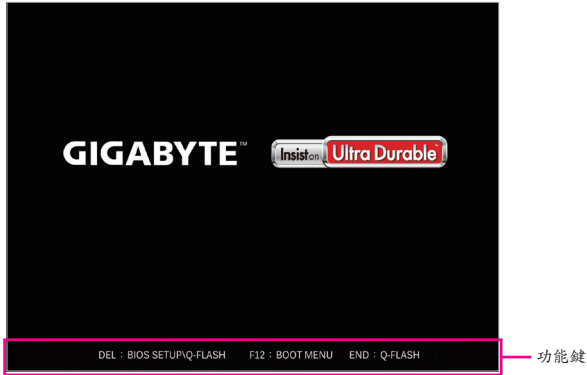 GIGABYTE™ Insist on Ultra Durable™
DEL：BIOS SETUP\Q-FLASH F12：BOOT MENU END：Q-FLASH 功能鍵